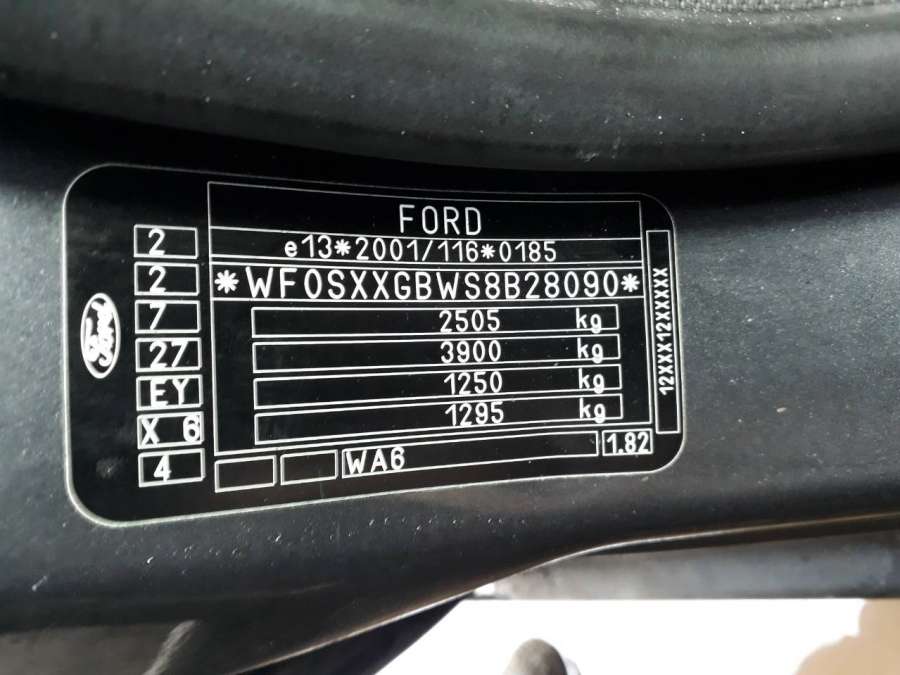 FORD
e13*2001/116*0185
*WF0SXXGBWS8B28090*
2505 kg
3900 kg
1250 kg
1295 kg
WA6
1.82
2
2
7
27
EY
X 6
4
Ford
12XXX12XXXXX